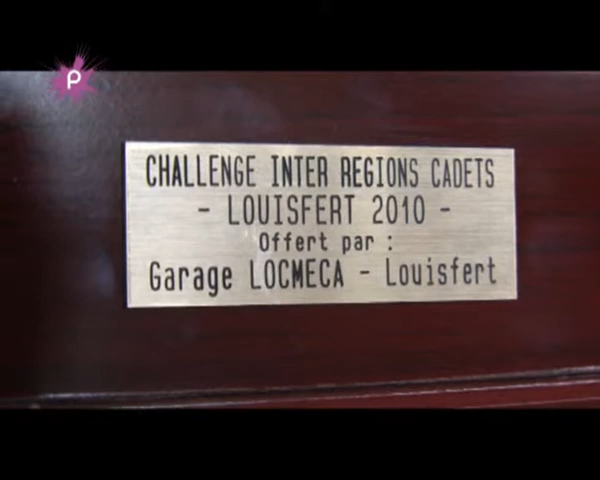 P
CHALLENGE INTER REGIONS CADETS
- LOUISFERT 2010 -
Offert par :
Garage LOCMECA - Louisfert